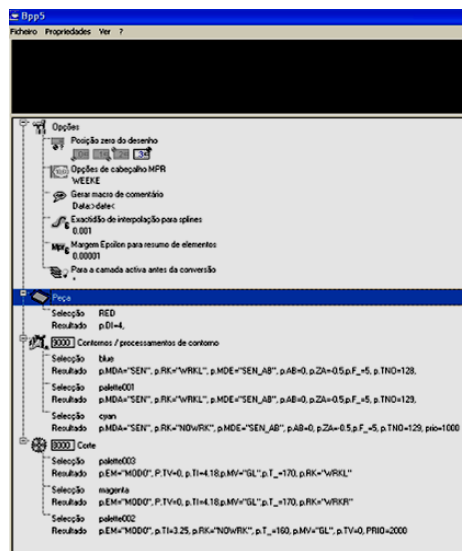 Bpp5
Ficheiro Propriedades Ver ?
Opções
Posição zero do desenho
Opções de cabeçalho MPR
WEEKE
Gerar macro de comentário
Data:>date<
Exactidão de interpolação para splines
0.001
Margem Epsilon para resumo de elementos
0.00001
Para a camada activa antes da conversão
*
Peça
Selecção RED
Resultado p.DI=4,
Contornos / processamentos de contorno
Selecção blue
Resultado p.MDA="SEN", p.RK="WRKL", p.MDE="SEN_AB", p.AB=0, p.ZA=-0.5,p.F_=5, p.TNO=128,
Selecção palette001
Resultado p.MDA="SEN", p.RK="WRKL", p.MDE="SEN_AB", p.AB=0, p.ZA=-0.5,p.F_=5, p.TNO=129,
Selecção cyan
Resultado p.MDA="SEN", p.RK="NOWRK", p.MDE="SEN_AB", p.AB=0, p.ZA=-0.5,p.F_=5, p.TNO=129, prio=1000
Corte
Selecção palette003
Resultado p.EM="MOD0", P.TV=0, p.TI=4.18,p.MV="GL",p.T_=170, p.RK="WRKL"
Selecção magenta
Resultado p.EM="MOD0", P.TV=0, p.TI=4.18,p.MV="GL",p.T_=170, p.RK="WRKR"
Selecção palette002
Resultado p.EM="MOD0", p.TI=3.25, p.RK="NOWRK", p.T_=160, p.MV="GL", p.TV=0, PRIO=2000